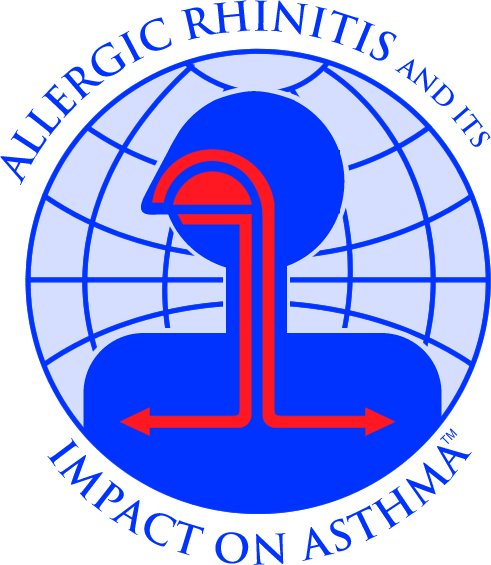 ALLERGIC RHINITIS AND ITS
IMPACT ON ASTHMA™